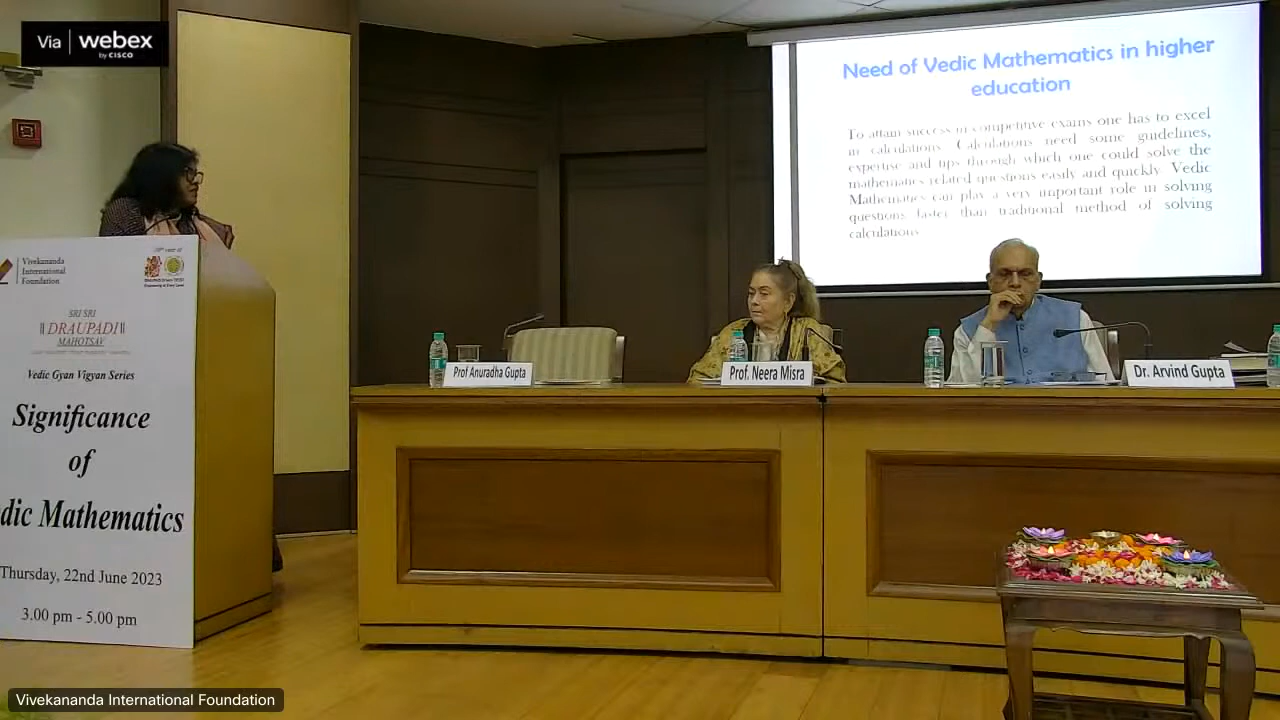 Via webex
by CISCO
Need of Vedic Mathematics in higher
education
To attain success in competitive exams one has to excel
in calculations. Calculations need some guidelines,
expertise and tips through which one could solve the
mathematics related questions easily and quickly. Vedic
Mathematics can play a very important role in solving
questions faster than traditional method of solving
calculations
Vivekananda
International
Foundation
SRI SRI
DRAUPADI
MAHOTSAV
Vedic Gyan Vigyan Series
Significance
of
dic Mathematics
Thursday, 22nd June 2023
3.00 pm - 5.00 pm
Prof Anuradha Gupta
Prof. Neera Misra
Dr. Arvind Gupta
Vivekananda International Foundation